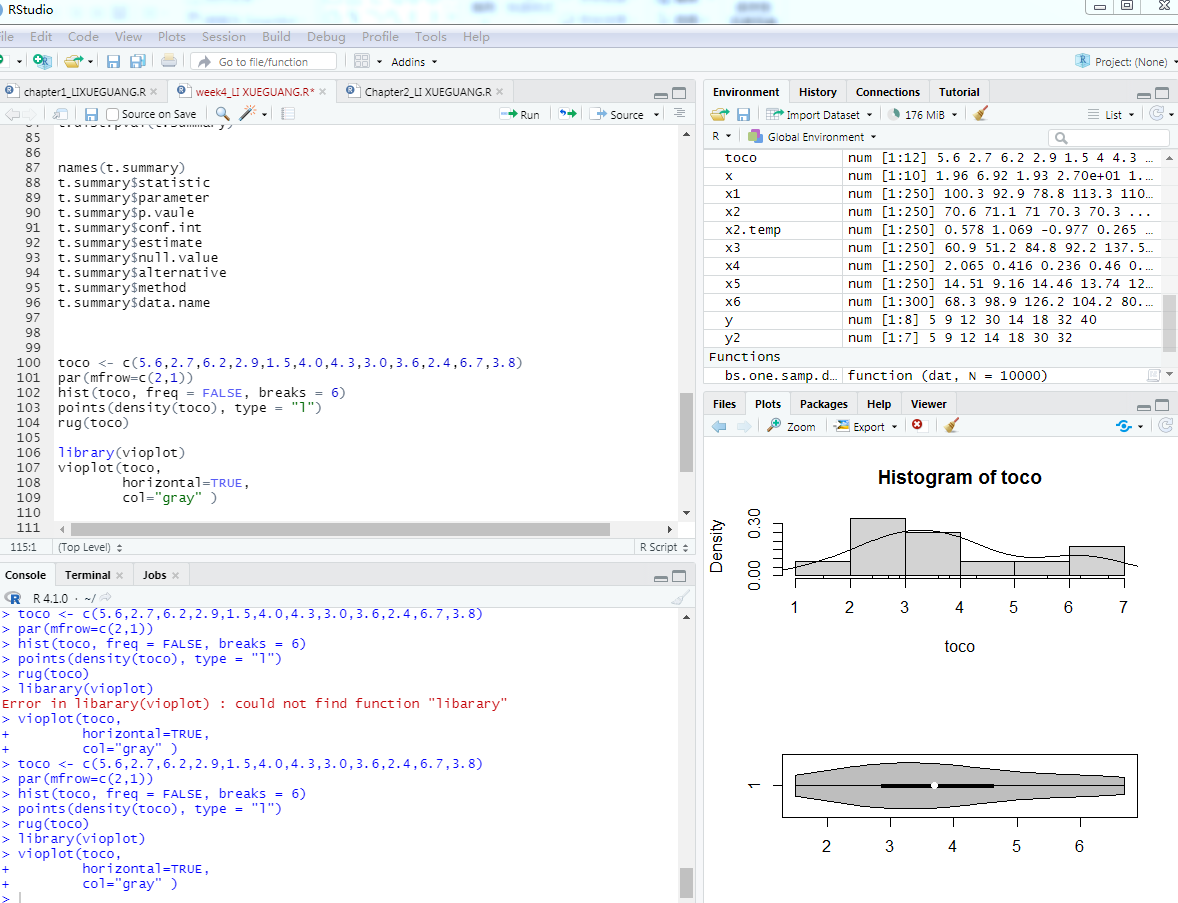 RStudio
File Edit Code View Plots Session Build Debug Profile Tools Help
Go to file/function Addins Project: (None)
chapter1_LIXUEGUANG.R week4_LI XUEGUANG.R* Chapter2_LI XUEGUANG.R
Source on Save Run Source
85
86
87 names(t.summary)
88 t.summary$statistic
89 t.summary$parameter
90 t.summary$p.vaule
91 t.summary$conf.int
92 t.summary$estimate
93 t.summary$null.value
94 t.summary$alternative
95 t.summary$method
96 t.summary$data.name
97
98
99
100 toco <- c(5.6,2.7,6.2,2.9,1.5,4.0,4.3,3.0,3.6,2.4,6.7,3.8)
101 par(mfrow=c(2,1))
102 hist(toco, freq = FALSE, breaks = 6)
103 points(density(toco), type = "l")
104 rug(toco)
105
106 library(vioplot)
107 vioplot(toco,
108 horizontal=TRUE,
109 col="gray" )
110
111
115:1 (Top Level) R Script
Console Terminal Jobs
R 4.1.0 · ~/
> toco <- c(5.6,2.7,6.2,2.9,1.5,4.0,4.3,3.0,3.6,2.4,6.7,3.8)
> par(mfrow=c(2,1))
> hist(toco, freq = FALSE, breaks = 6)
> points(density(toco), type = "l")
> rug(toco)
> libarary(vioplot)
Error in libarary(vioplot) : could not find function "libarary"
> vioplot(toco,
+ horizontal=TRUE,
+ col="gray" )
> toco <- c(5.6,2.7,6.2,2.9,1.5,4.0,4.3,3.0,3.6,2.4,6.7,3.8)
> par(mfrow=c(2,1))
> hist(toco, freq = FALSE, breaks = 6)
> points(density(toco), type = "l")
> rug(toco)
> library(vioplot)
> vioplot(toco,
+ horizontal=TRUE,
+ col="gray" )
>
Environment History Connections Tutorial
Import Dataset 176 MiB List
R Global Environment
toco num [1:12] 5.6 2.7 6.2 2.9 1.5 4 4.3 …
x num [1:10] 1.96 6.92 1.93 2.70e+01 1.…
x1 num [1:250] 100.3 92.9 78.8 113.3 110…
x2 num [1:250] 70.6 71.1 71 70.3 70.3 ...
x2.temp num [1:250] 0.578 1.069 -0.977 0.265 …
x3 num [1:250] 60.9 51.2 84.8 92.2 137.5…
x4 num [1:250] 2.065 0.416 0.236 0.46 0.…
x5 num [1:250] 14.51 9.16 14.46 13.74 12…
x6 num [1:300] 68.3 98.9 126.2 104.2 80.…
y num [1:8] 5 9 12 30 14 18 32 40
y2 num [1:7] 5 9 12 14 18 30 32
Functions
bs.one.samp.d… function (dat, N = 10000)
Files Plots Packages Help Viewer
Zoom Export
Histogram of toco
Density
0.30
0.00
1 2 3 4 5 6 7
toco
1
2 3 4 5 6